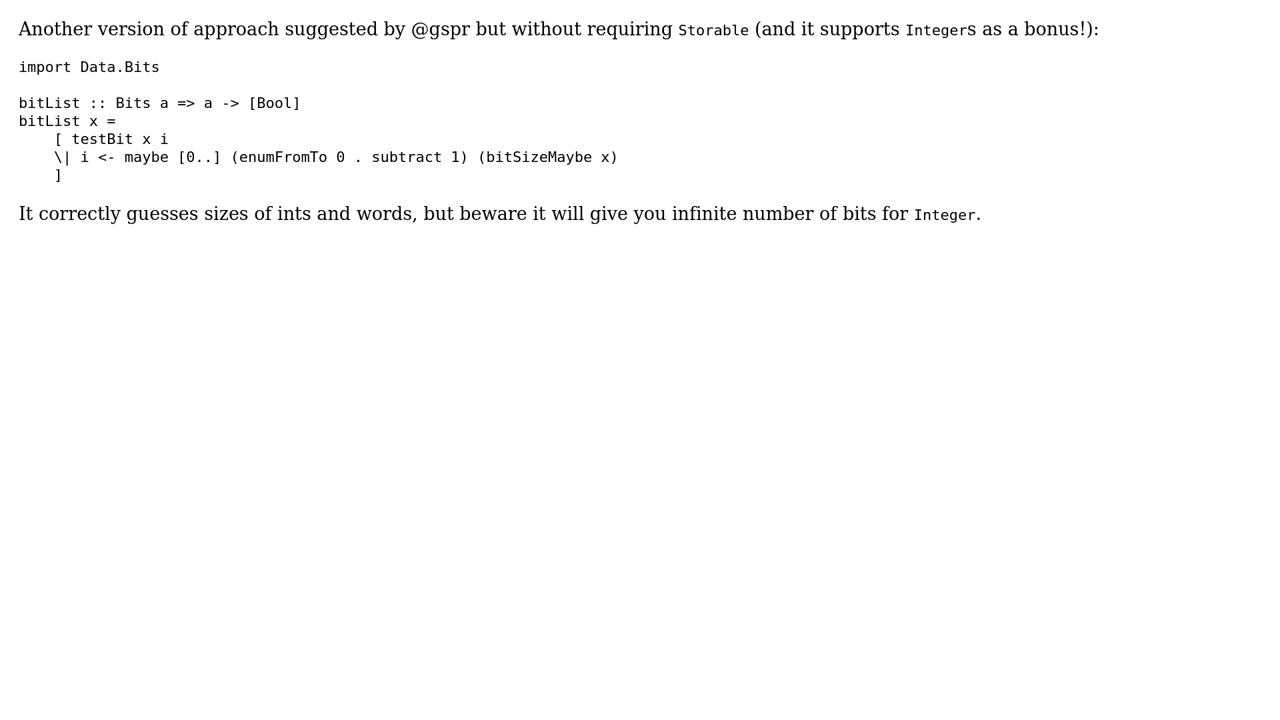 Another version of approach suggested by @gspr but without requiring Storable (and it supports Integers as a bonus!):
import Data.Bits
bitList :: Bits a => a -> [Bool]
bitList x =
    [ testBit x i
    \| i <- maybe [0..] (enumFromTo 0 . subtract 1) (bitSizeMaybe x)
    ]
It correctly guesses sizes of ints and words, but beware it will give you infinite number of bits for Integer.